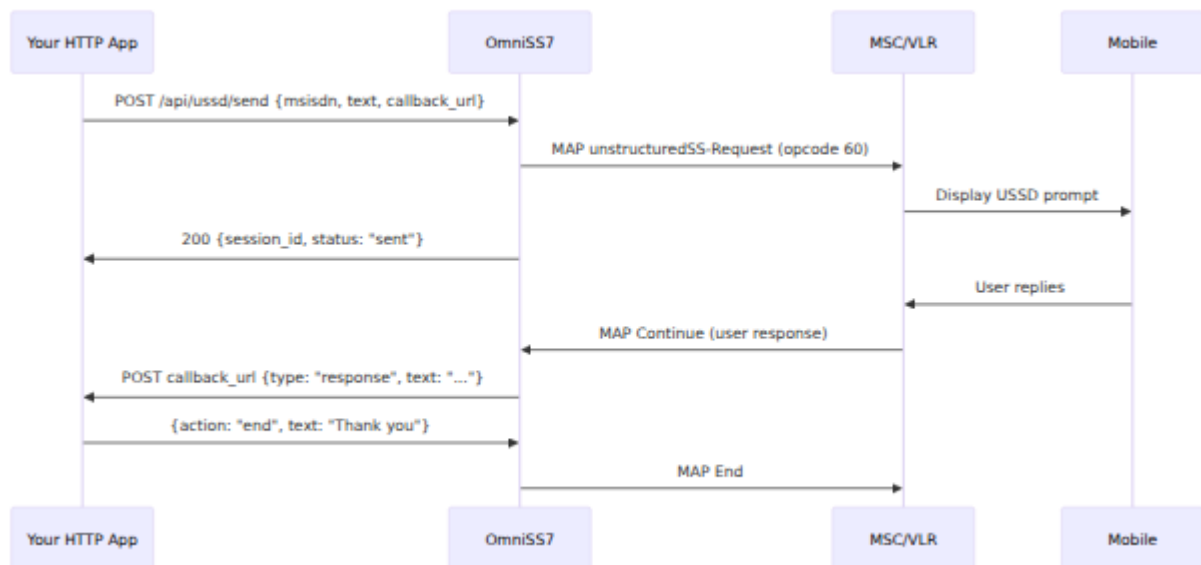 Your HTTP App OmniSS7 MSC/VLR Mobile
POST /api/ussd/send {msisdn, text, callback_url}
MAP unstructuredSS-Request (opcode 60)
Display USSD prompt
200 {session_id, status: "sent"}
User replies
MAP Continue (user response)
POST callback_url {type: "response", text: "..."}
{action: "end", text: "Thank you"}
MAP End
Your HTTP App OmniSS7 MSC/VLR Mobile